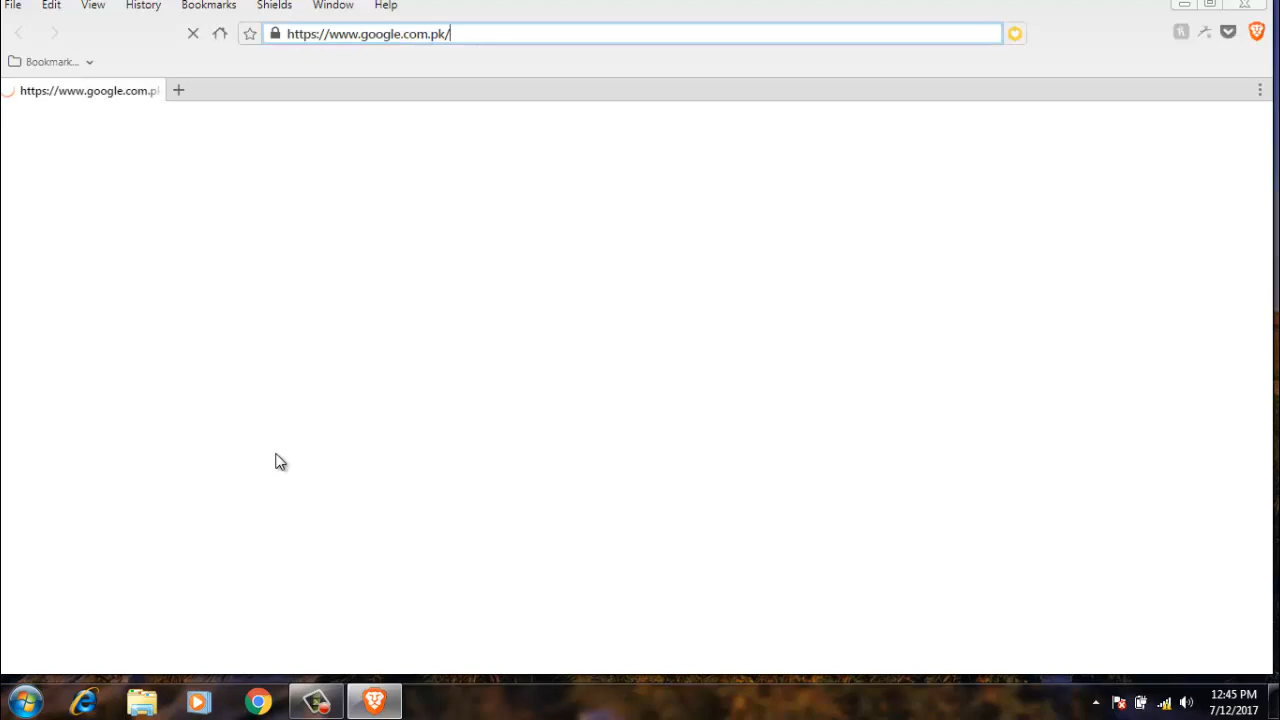 File Edit View History Bookmarks Shields Window Help
https://www.google.com.pk/
Bookmark...
https://www.google.com.p
12:45 PM
7/12/2017